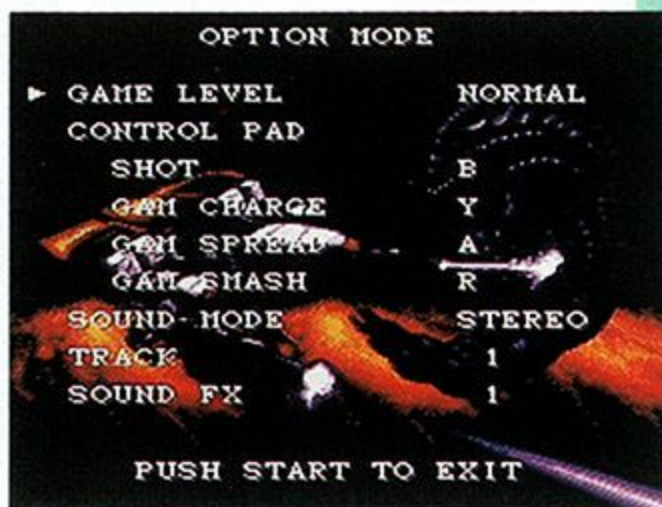 OPTION MODE
► GAME LEVEL NORMAL
CONTROL PAD
SHOT B
GAM CHARGE Y
GAM SPREAD A
GAM SMASH R
SOUND MODE STEREO
TRACK 1
SOUND FX 1
PUSH START TO EXIT